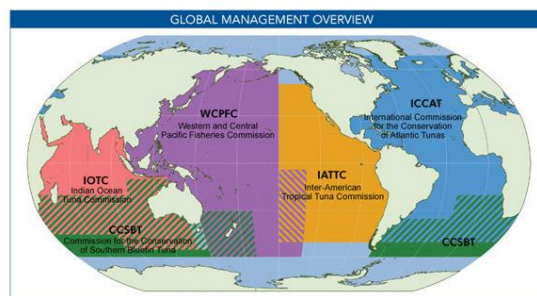 GLOBAL MANAGEMENT OVERVIEW
WCPFC
Western and Central
Pacific Fisheries Commission
ICCAT
International Commission
for the Conservation
of Atlantic Tunas
IOTC
Indian Ocean
Tuna Commission
IATTC
Inter-American
Tropical Tuna Commission
CCSBT
Commission for the Conservation
of Southern Bluefin Tuna
CCSBT